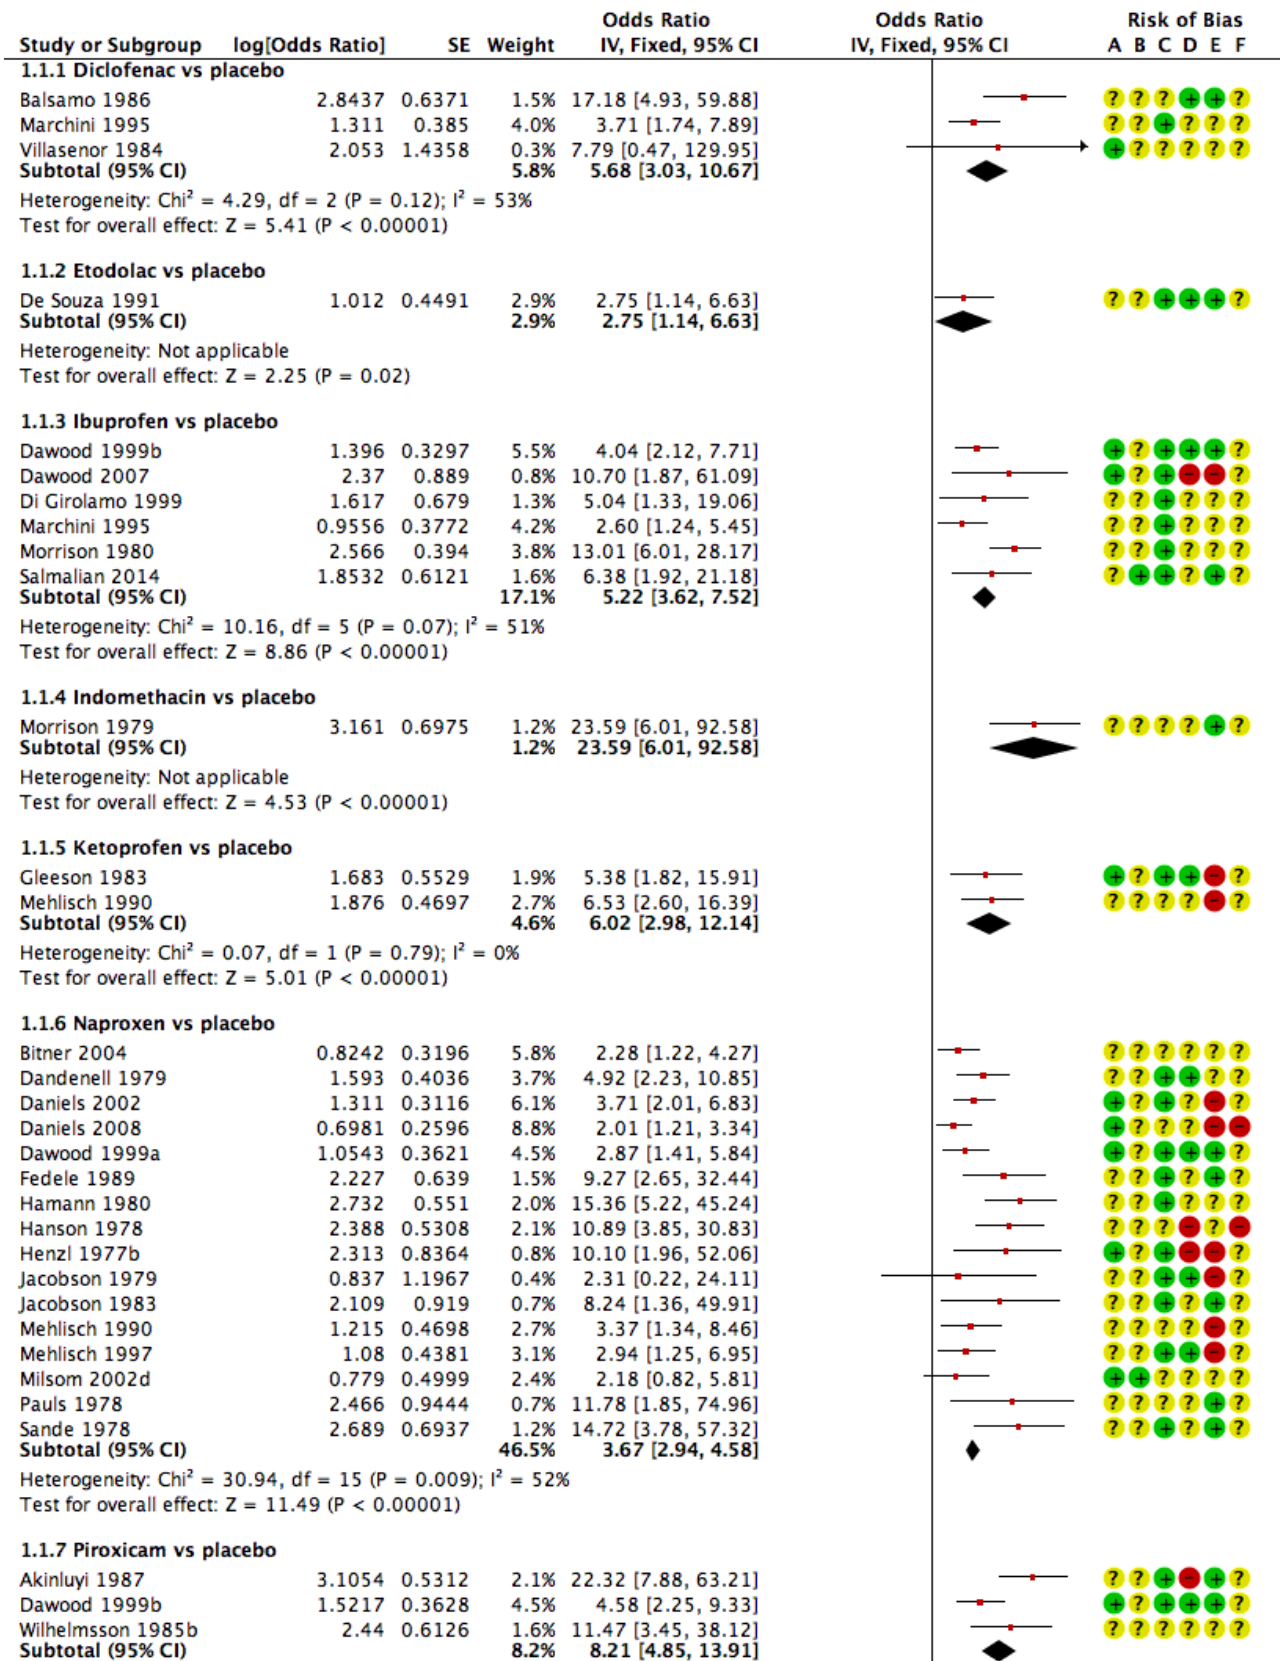 Odds Ratio Odds Ratio Risk of Bias
Study or Subgroup log[Odds Ratio] SE Weight IV, Fixed, 95% CI IV, Fixed, 95% CI A B C D E F
1.1.1 Diclofenac vs placebo
Balsamo 1986 2.8437 0.6371 1.5% 17.18 [4.93, 59.88] ? ? ? + + ?
Marchini 1995 1.311 0.385 4.0% 3.71 [1.74, 7.89] ? ? + ? ? ?
Villasenor 1984 2.053 1.4358 0.3% 7.79 [0.47, 129.95] + ? ? ? ? ?
Subtotal (95% CI) 5.8% 5.68 [3.03, 10.67]
Heterogeneity: Chi² = 4.29, df = 2 (P = 0.12); I² = 53%
Test for overall effect: Z = 5.41 (P < 0.00001)
1.1.2 Etodolac vs placebo
De Souza 1991 1.012 0.4491 2.9% 2.75 [1.14, 6.63] ? ? + + + ?
Subtotal (95% CI) 2.9% 2.75 [1.14, 6.63]
Heterogeneity: Not applicable
Test for overall effect: Z = 2.25 (P = 0.02)
1.1.3 Ibuprofen vs placebo
Dawood 1999b 1.396 0.3297 5.5% 4.04 [2.12, 7.71] + ? + + + ?
Dawood 2007 2.37 0.889 0.8% 10.70 [1.87, 61.09] + ? + - - ?
Di Girolamo 1999 1.617 0.679 1.3% 5.04 [1.33, 19.06] ? ? + ? ? ?
Marchini 1995 0.9556 0.3772 4.2% 2.60 [1.24, 5.45] ? ? + ? ? ?
Morrison 1980 2.566 0.394 3.8% 13.01 [6.01, 28.17] ? ? + ? ? ?
Salmalian 2014 1.8532 0.6121 1.6% 6.38 [1.92, 21.18] ? + + ? + ?
Subtotal (95% CI) 17.1% 5.22 [3.62, 7.52]
Heterogeneity: Chi² = 10.16, df = 5 (P = 0.07); I² = 51%
Test for overall effect: Z = 8.86 (P < 0.00001)
1.1.4 Indomethacin vs placebo
Morrison 1979 3.161 0.6975 1.2% 23.59 [6.01, 92.58] ? ? ? ? + ?
Subtotal (95% CI) 1.2% 23.59 [6.01, 92.58]
Heterogeneity: Not applicable
Test for overall effect: Z = 4.53 (P < 0.00001)
1.1.5 Ketoprofen vs placebo
Gleeson 1983 1.683 0.5529 1.9% 5.38 [1.82, 15.91] + ? + + - ?
Mehlisch 1990 1.876 0.4697 2.7% 6.53 [2.60, 16.39] ? ? ? ? - ?
Subtotal (95% CI) 4.6% 6.02 [2.98, 12.14]
Heterogeneity: Chi² = 0.07, df = 1 (P = 0.79); I² = 0%
Test for overall effect: Z = 5.01 (P < 0.00001)
1.1.6 Naproxen vs placebo
Bitner 2004 0.8242 0.3196 5.8% 2.28 [1.22, 4.27] ? ? ? ? ? ?
Dandenell 1979 1.593 0.4036 3.7% 4.92 [2.23, 10.85] ? ? + + ? ?
Daniels 2002 1.311 0.3116 6.1% 3.71 [2.01, 6.83] + ? + ? - ?
Daniels 2008 0.6981 0.2596 8.8% 2.01 [1.21, 3.34] + ? ? ? - -
Dawood 1999a 1.0543 0.3621 4.5% 2.87 [1.41, 5.84] + ? + + + ?
Fedele 1989 2.227 0.639 1.5% 9.27 [2.65, 32.44] ? ? + ? + ?
Hamann 1980 2.732 0.551 2.0% 15.36 [5.22, 45.24] ? ? + ? ? ?
Hanson 1978 2.388 0.5308 2.1% 10.89 [3.85, 30.83] ? ? ? - ? -
Henzl 1977b 2.313 0.8364 0.8% 10.10 [1.96, 52.06] + ? + - - ?
Jacobson 1979 0.837 1.1967 0.4% 2.31 [0.22, 24.11] ? ? + + - ?
Jacobson 1983 2.109 0.919 0.7% 8.24 [1.36, 49.91] ? ? + ? + ?
Mehlisch 1990 1.215 0.4698 2.7% 3.37 [1.34, 8.46] ? ? ? ? - ?
Mehlisch 1997 1.08 0.4381 3.1% 2.94 [1.25, 6.95] ? ? + + - ?
Milsom 2002d 0.779 0.4999 2.4% 2.18 [0.82, 5.81] + + ? ? ? ?
Pauls 1978 2.466 0.9444 0.7% 11.78 [1.85, 74.96] ? ? ? ? + ?
Sande 1978 2.689 0.6937 1.2% 14.72 [3.78, 57.32] ? ? + ? + ?
Subtotal (95% CI) 46.5% 3.67 [2.94, 4.58]
Heterogeneity: Chi² = 30.94, df = 15 (P = 0.009); I² = 52%
Test for overall effect: Z = 11.49 (P < 0.00001)
1.1.7 Piroxicam vs placebo
Akinluyi 1987 3.1054 0.5312 2.1% 22.32 [7.88, 63.21] ? ? + - + ?
Dawood 1999b 1.5217 0.3628 4.5% 4.58 [2.25, 9.33] + ? + + + ?
Wilhelmsson 1985b 2.44 0.6126 1.6% 11.47 [3.45, 38.12] ? ? ? ? ? ?
Subtotal (95% CI) 8.2% 8.21 [4.85, 13.91]